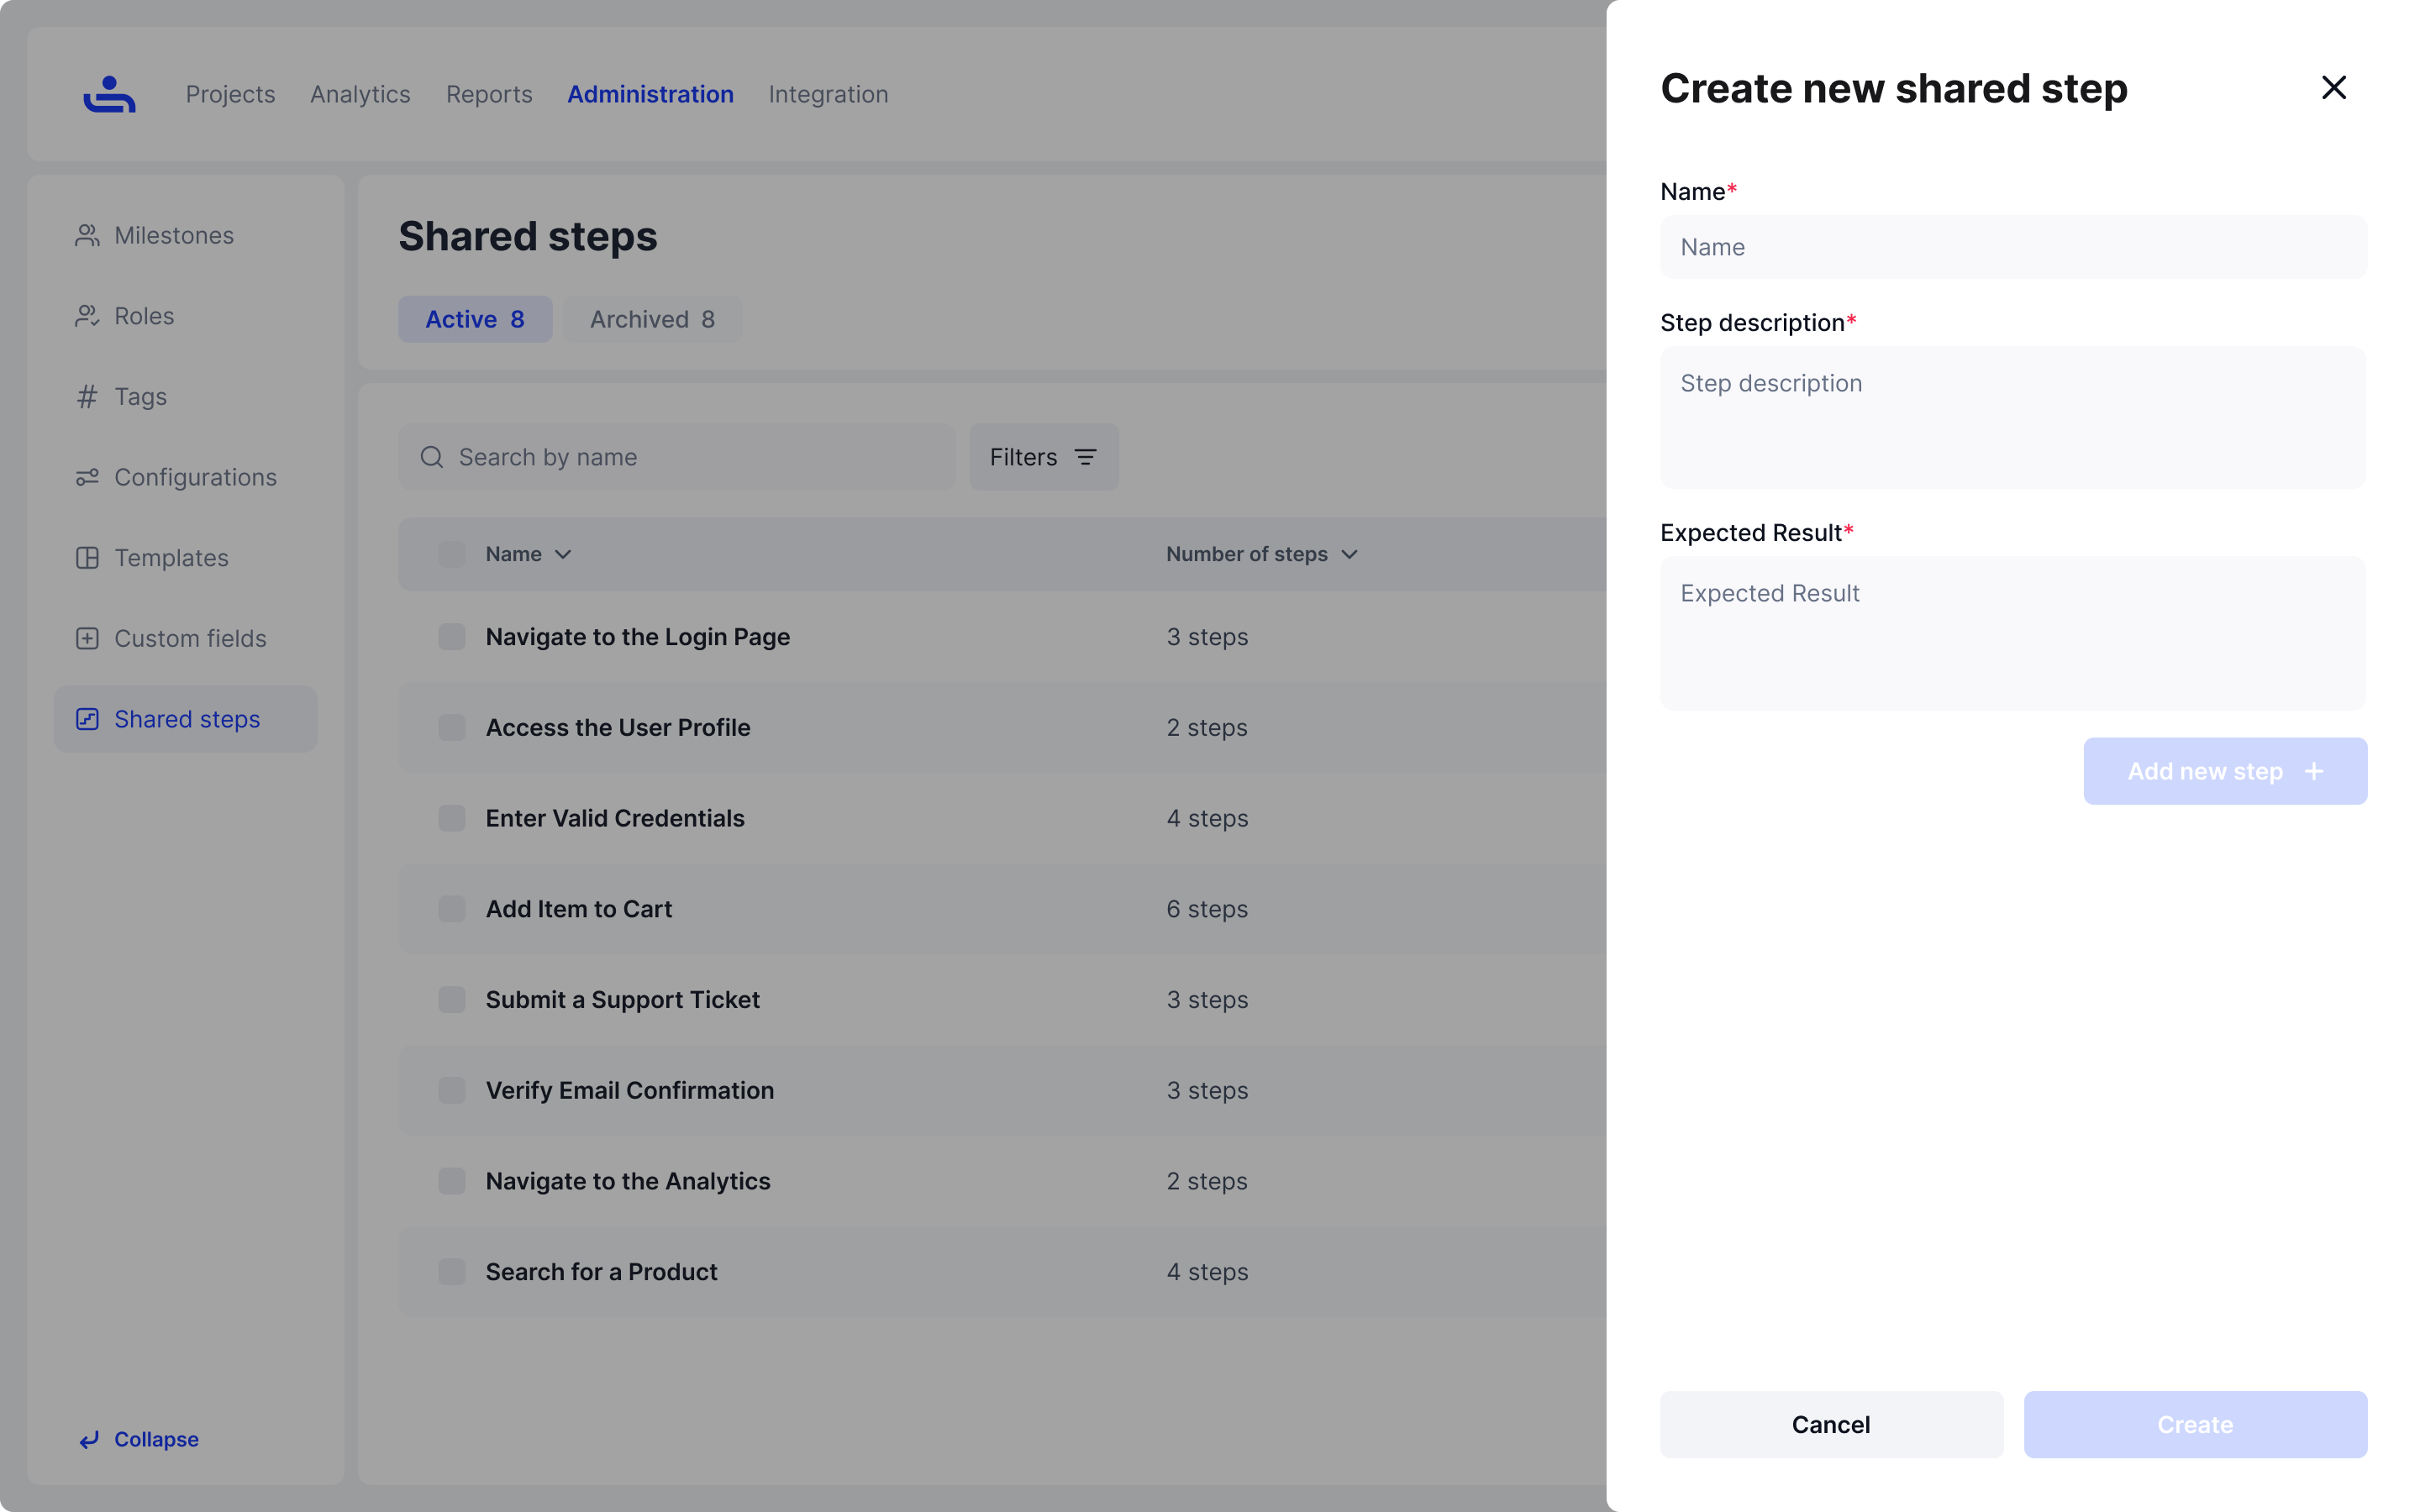 Projects Analytics Reports Administration Integration
Milestones
Roles
Tags
Configurations
Templates
Custom fields
Shared steps
Collapse
Shared steps
Active 8 Archived 8
Search by name Filters
Name Number of steps
Navigate to the Login Page 3 steps
Access the User Profile 2 steps
Enter Valid Credentials 4 steps
Add Item to Cart 6 steps
Submit a Support Ticket 3 steps
Verify Email Confirmation 3 steps
Navigate to the Analytics 2 steps
Search for a Product 4 steps
Create new shared step
Name*
Name
Step description*
Step description
Expected Result*
Expected Result
Add new step +
Cancel Create